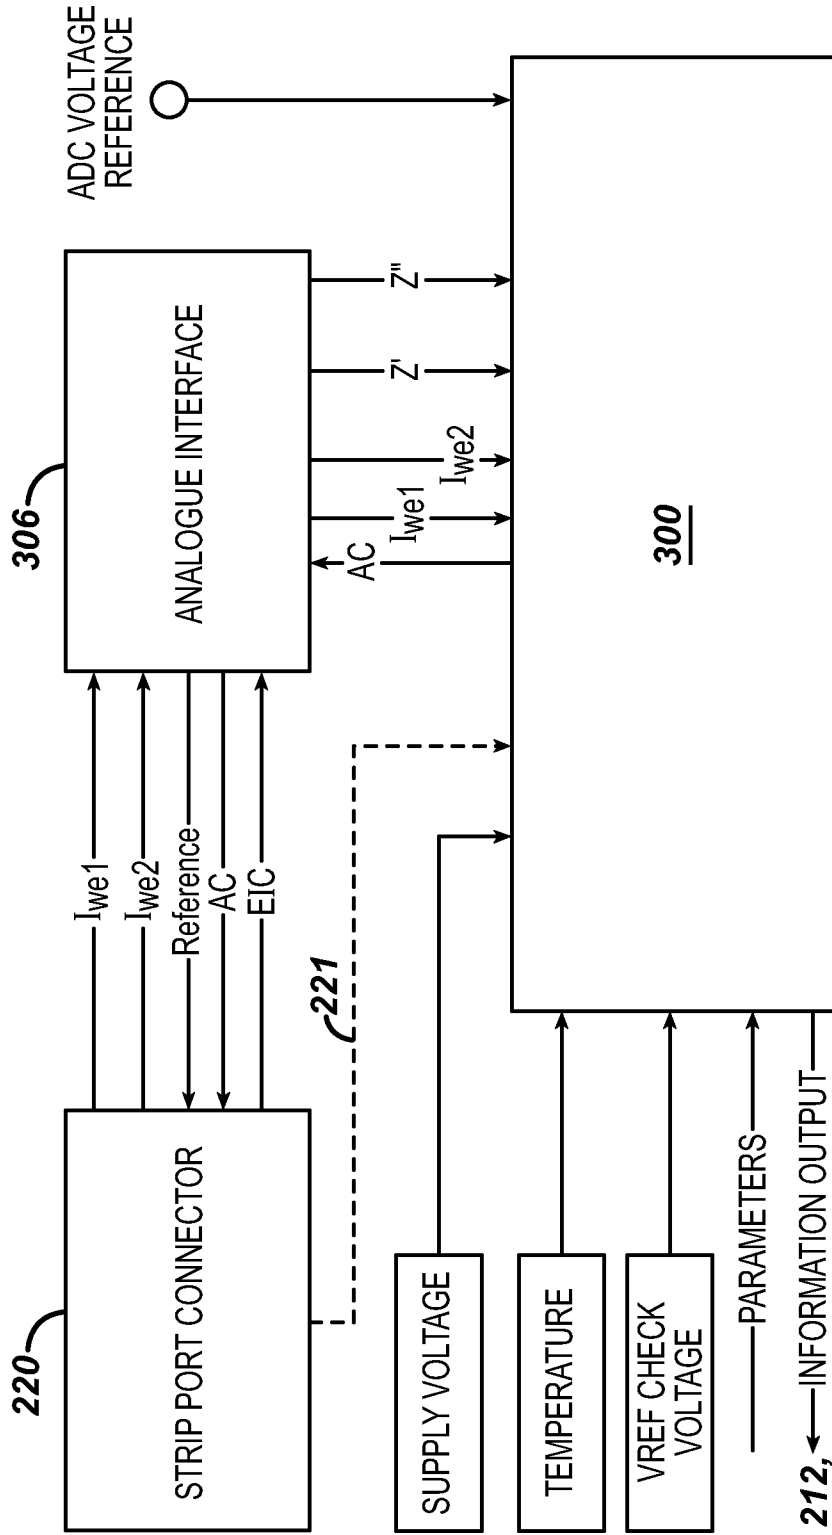 220
STRIP PORT CONNECTOR
Iwe1
Iwe2
Reference
AC
EIC
306
ANALOGUE INTERFACE
ADC VOLTAGE
REFERENCE
221
AC
Iwe1
Iwe2
Z'
Z"
SUPPLY VOLTAGE
TEMPERATURE
VREF CHECK
VOLTAGE
PARAMETERS
212,
INFORMATION OUTPUT
300